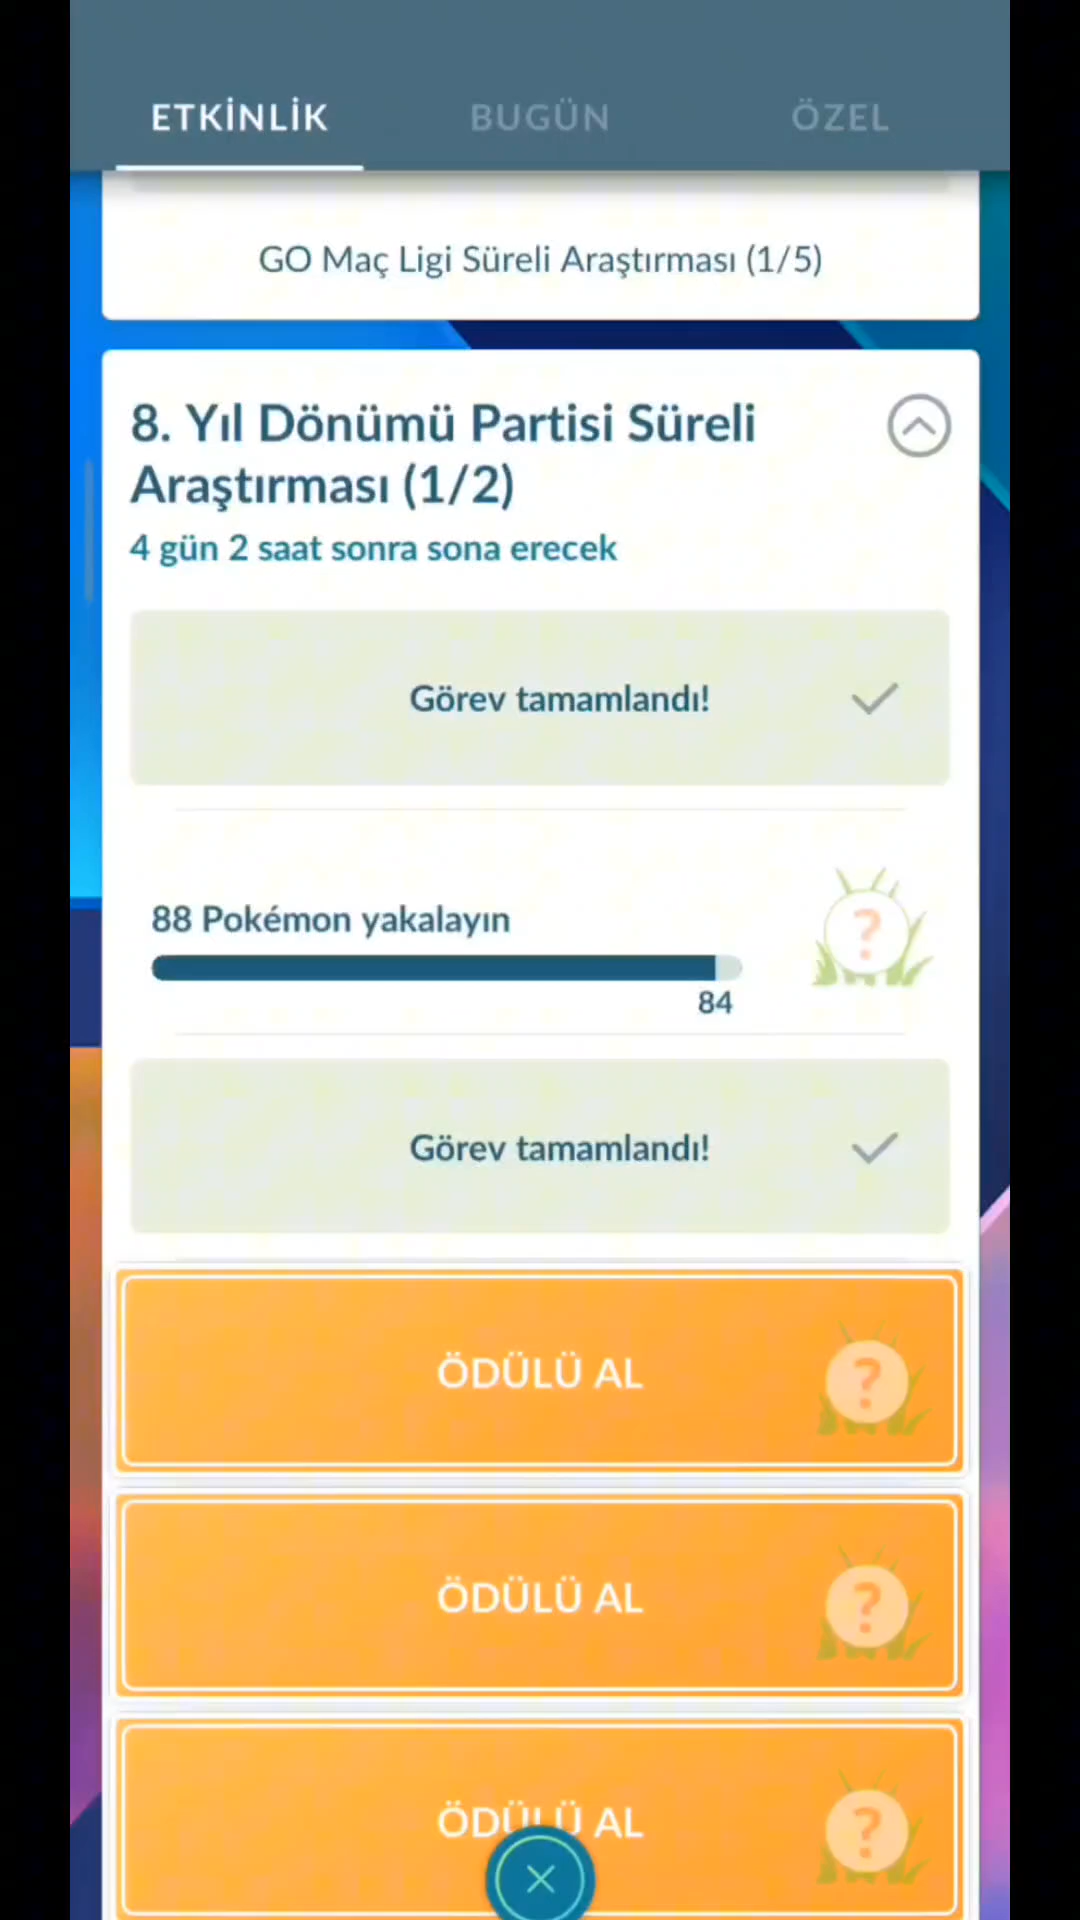 ETKİNLİK
BUGÜN
ÖZEL
GO Maç Ligi Süreli Araştırması (1/5)
8. Yıl Dönümü Partisi Süreli
Araştırması (1/2)
4 gün 2 saat sonra sona erecek
Görev tamamlandı!
88 Pokémon yakalayın
?
84
Görev tamamlandı!
ÖDÜLÜ AL
?
ÖDÜLÜ AL
?
ÖDÜLÜ AL
?